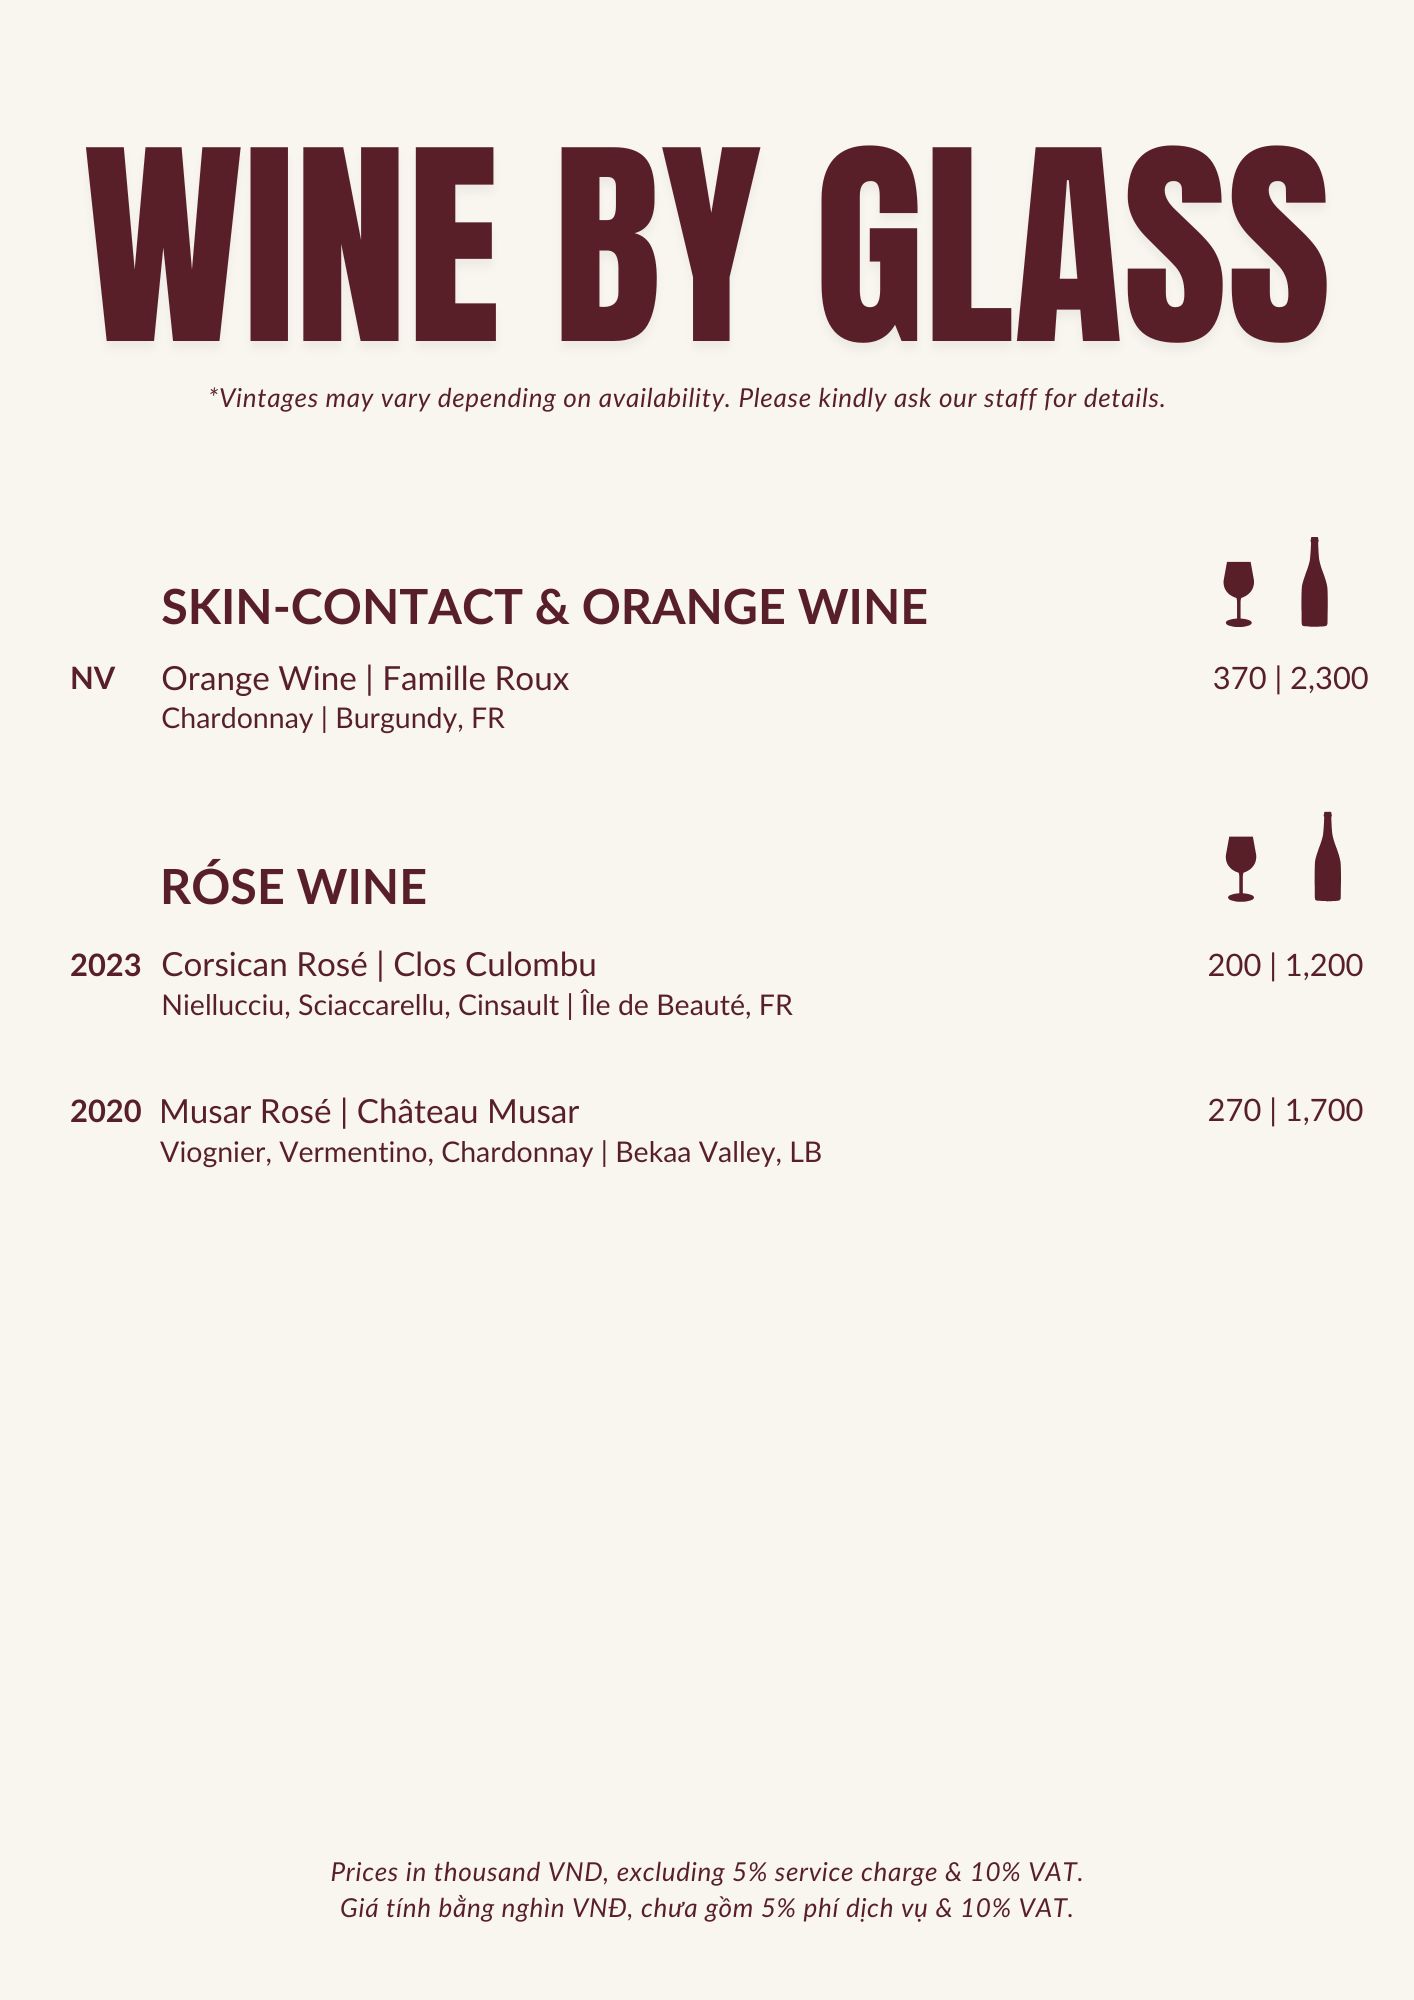 WINE BY GLASS
*Vintages may vary depending on availability. Please kindly ask our staff for details.
SKIN-CONTACT & ORANGE WINE
NV Orange Wine | Famille Roux 370 | 2,300
Chardonnay | Burgundy, FR
RÓSE WINE
2023 Corsican Rosé | Clos Culombu 200 | 1,200
Niellucciu, Sciaccarellu, Cinsault | Île de Beauté, FR
2020 Musar Rosé | Château Musar 270 | 1,700
Viognier, Vermentino, Chardonnay | Bekaa Valley, LB
Prices in thousand VND, excluding 5% service charge & 10% VAT.
Giá tính bằng nghìn VNĐ, chưa gồm 5% phí dịch vụ & 10% VAT.